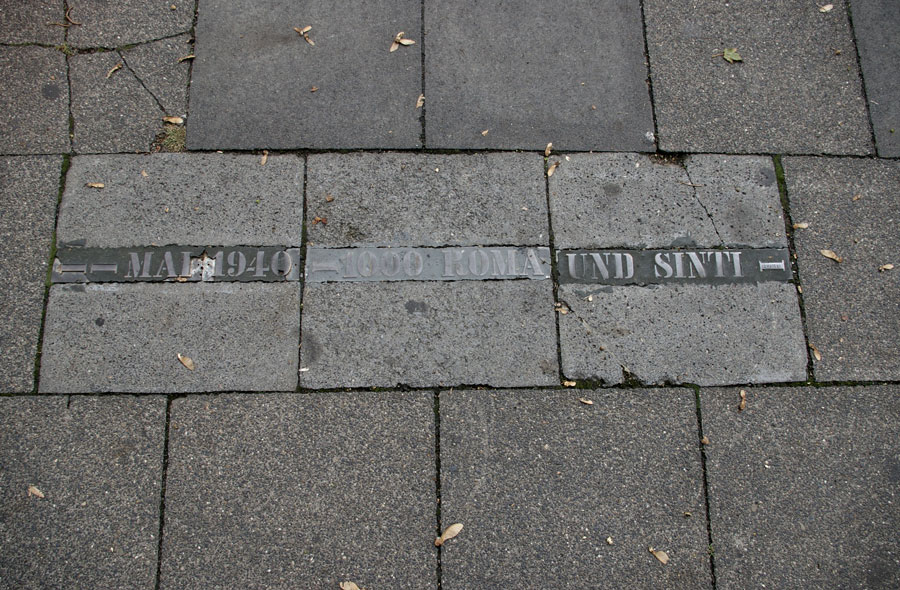 MAI 1940 – 1000 ROMA UND SINTI –